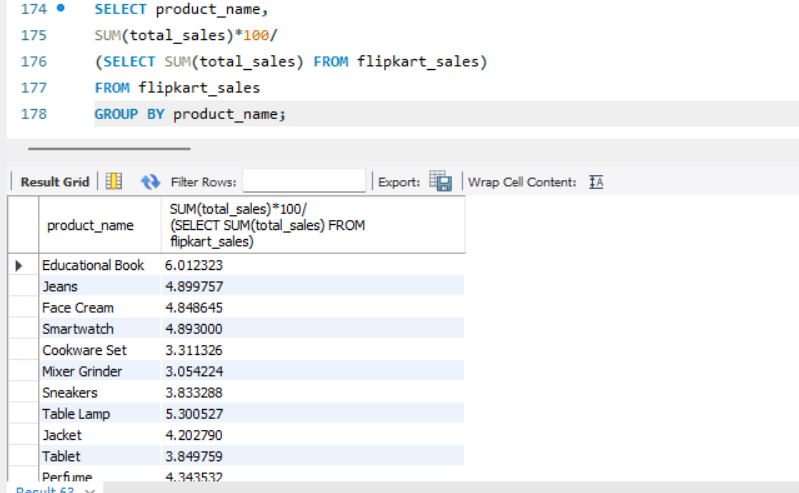 174 SELECT product_name,
175 SUM(total_sales)*100/
176 (SELECT SUM(total_sales) FROM flipkart_sales)
177 FROM flipkart_sales
178 GROUP BY product_name;
Result Grid Filter Rows: Export: Wrap Cell Content: IA
product_name SUM(total_sales)*100/
(SELECT SUM(total_sales) FROM
flipkart_sales)
Educational Book 6.012323
Jeans 4.899757
Face Cream 4.848645
Smartwatch 4.893000
Cookware Set 3.311326
Mixer Grinder 3.054224
Sneakers 3.833288
Table Lamp 5.300527
Jacket 4.202790
Tablet 3.849759
Perfume 4.343532
Result 63